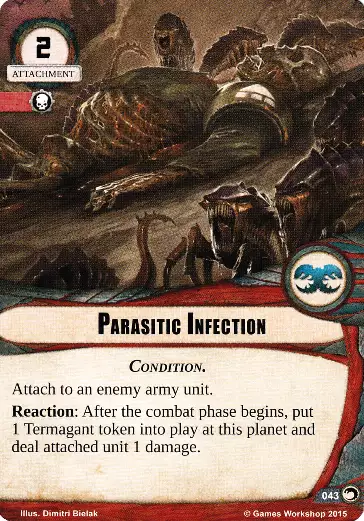 2
ATTACHMENT
PARASITIC INFECTION
CONDITION.
Attach to an enemy army unit.
Reaction: After the combat phase begins, put
1 Termagant token into play at this planet and
deal attached unit 1 damage.
043
Illus. Dimitri Bielak
© Games Workshop 2015